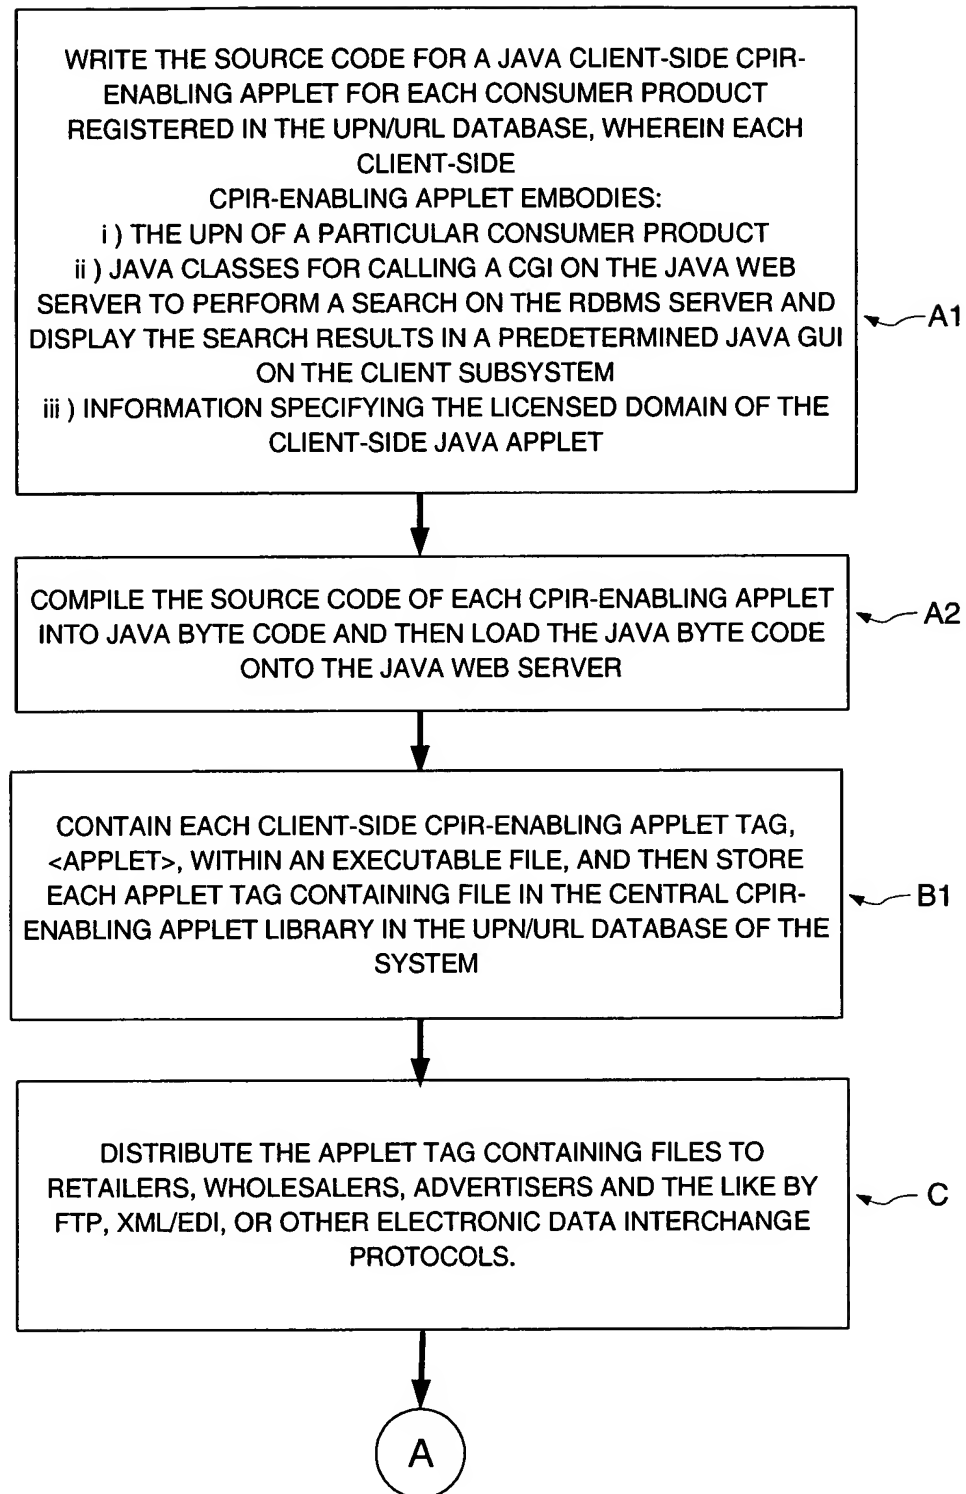 WRITE THE SOURCE CODE FOR A JAVA CLIENT-SIDE CPIR-
ENABLING APPLET FOR EACH CONSUMER PRODUCT
REGISTERED IN THE UPN/URL DATABASE, WHEREIN EACH
CLIENT-SIDE
CPIR-ENABLING APPLET EMBODIES:
i ) THE UPN OF A PARTICULAR CONSUMER PRODUCT
ii ) JAVA CLASSES FOR CALLING A CGI ON THE JAVA WEB
SERVER TO PERFORM A SEARCH ON THE RDBMS SERVER AND
DISPLAY THE SEARCH RESULTS IN A PREDETERMINED JAVA GUI
ON THE CLIENT SUBSYSTEM
iii ) INFORMATION SPECIFYING THE LICENSED DOMAIN OF THE
CLIENT-SIDE JAVA APPLET
A1
COMPILE THE SOURCE CODE OF EACH CPIR-ENABLING APPLET
INTO JAVA BYTE CODE AND THEN LOAD THE JAVA BYTE CODE
ONTO THE JAVA WEB SERVER
A2
CONTAIN EACH CLIENT-SIDE CPIR-ENABLING APPLET TAG,
<APPLET>, WITHIN AN EXECUTABLE FILE, AND THEN STORE
EACH APPLET TAG CONTAINING FILE IN THE CENTRAL CPIR-
ENABLING APPLET LIBRARY IN THE UPN/URL DATABASE OF THE
SYSTEM
B1
DISTRIBUTE THE APPLET TAG CONTAINING FILES TO
RETAILERS, WHOLESALERS, ADVERTISERS AND THE LIKE BY
FTP, XML/EDI, OR OTHER ELECTRONIC DATA INTERCHANGE
PROTOCOLS.
C
A